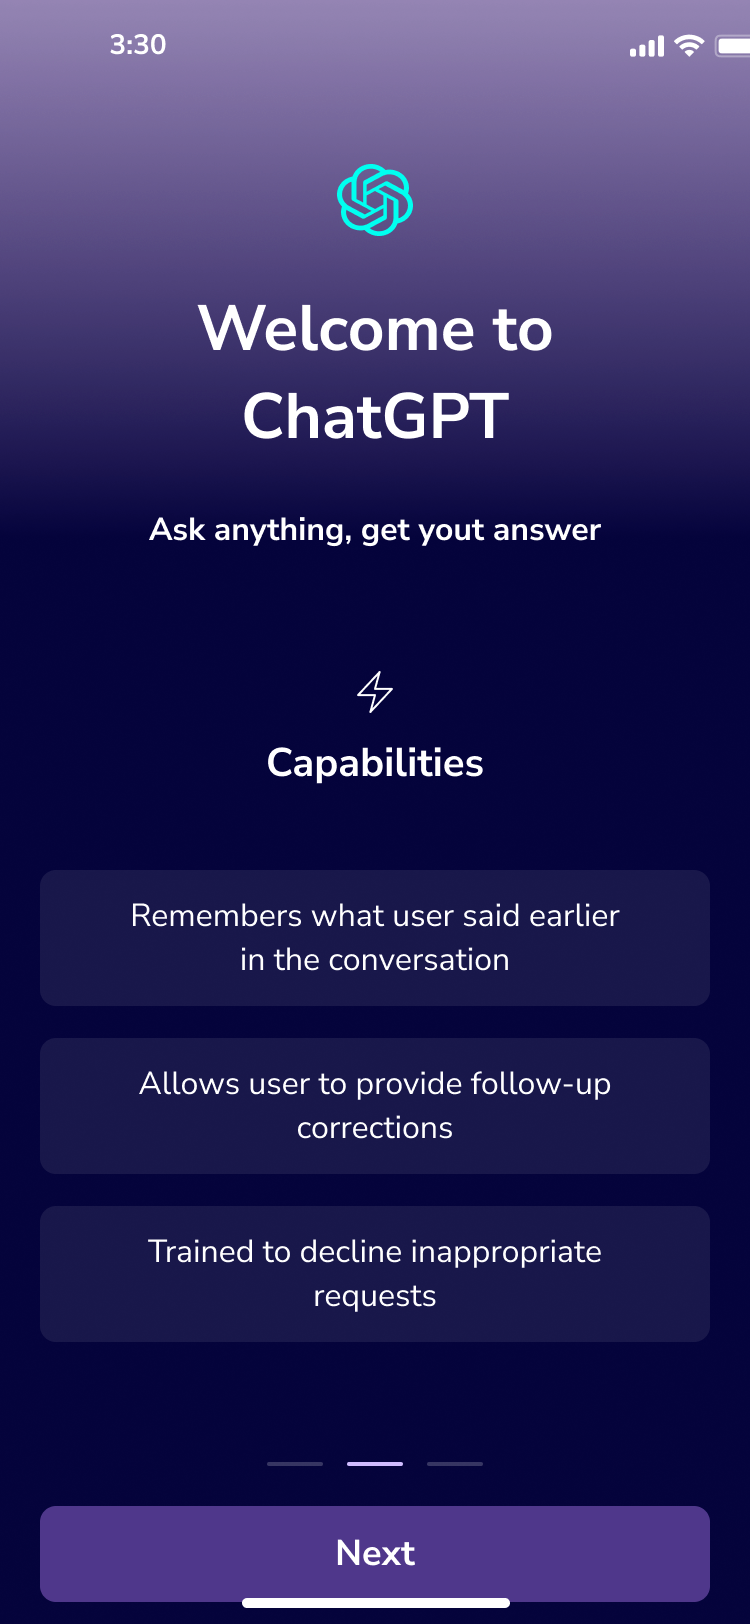 3:30
Welcome to
ChatGPT
Ask anything, get yout answer
Capabilities
Remembers what user said earlier
in the conversation
Allows user to provide follow-up
corrections
Trained to decline inappropriate
requests
Next